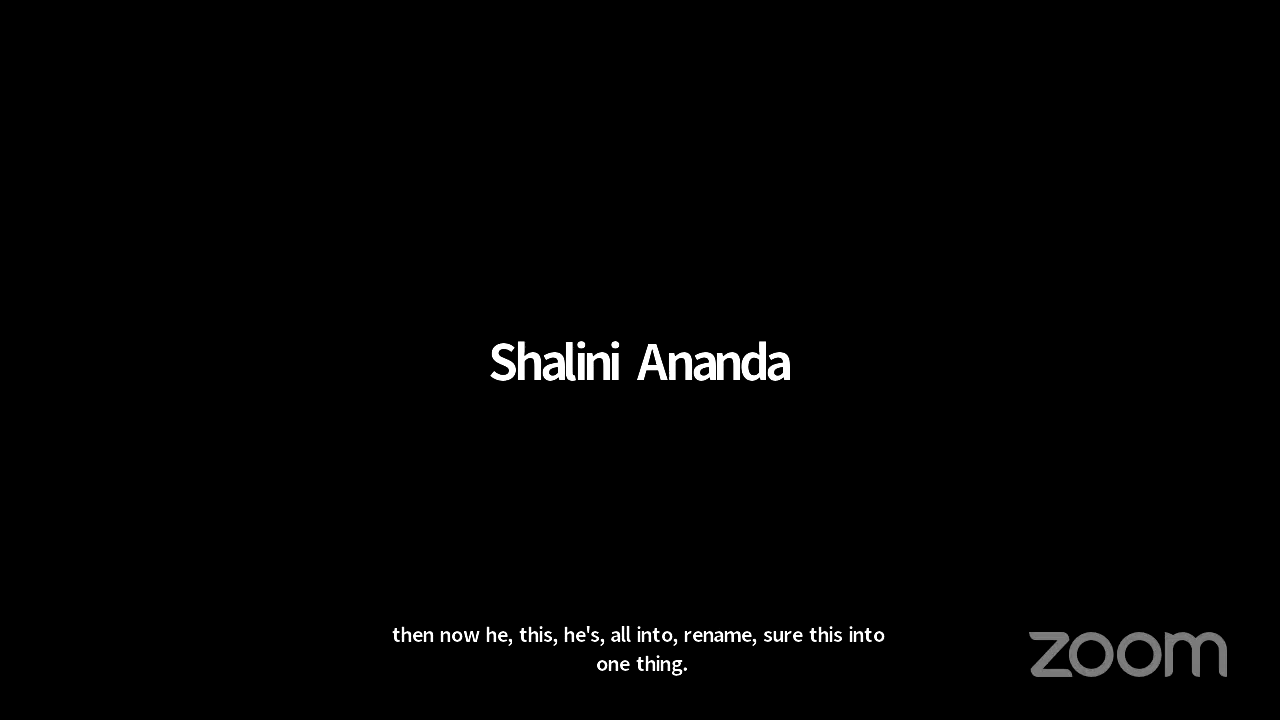 Shalini Ananda
then now he, this, he's, all into, rename, sure this into
one thing.
zoom